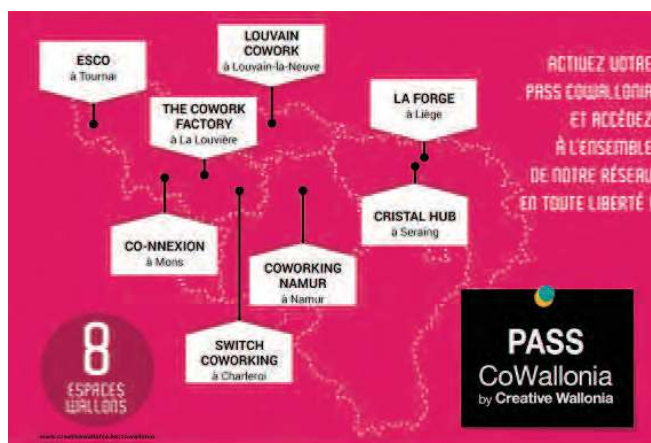 ESCO
à Tournai
LOUVAIN
COWORK
à Louvain-la-Neuve
THE COWORK
FACTORY
à La Louvière
LA FORGE
à Liège
ACTIVEZ VOTRE
PASS COWALLONIA
ET ACCÉDEZ
À L'ENSEMBLE
DE NOTRE RÉSEAU
EN TOUTE LIBERTÉ !
CO-NNEXION
à Mons
COWORKING
NAMUR
à Namur
CRISTAL HUB
à Seraing
SWITCH
COWORKING
à Charleroi
8
ESPACES
WALLONS
PASS
CoWallonia
by Creative Wallonia